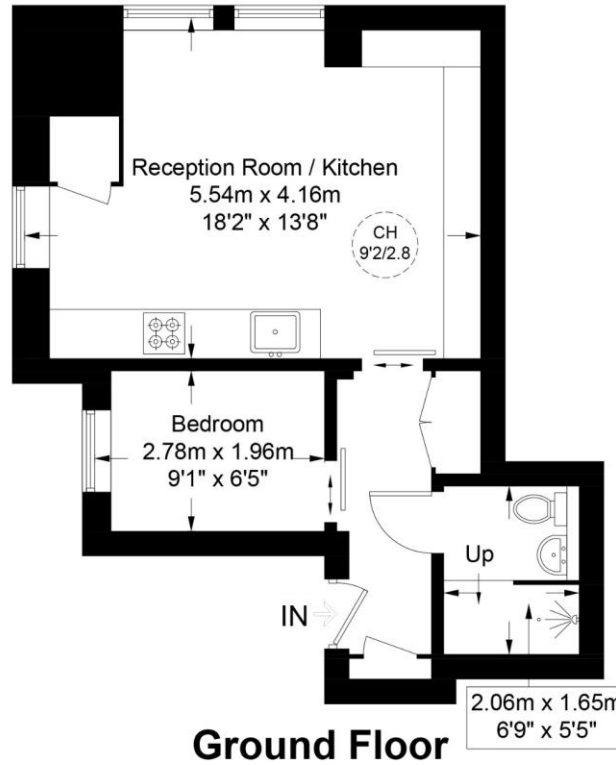 Reception Room / Kitchen
5.54m x 4.16m
18'2" x 13'8"
CH
9'2/2.8
Bedroom
2.78m x 1.96m
9'1" x 6'5"
Up
IN
2.06m x 1.65m
6'9" x 5'5"
Ground Floor